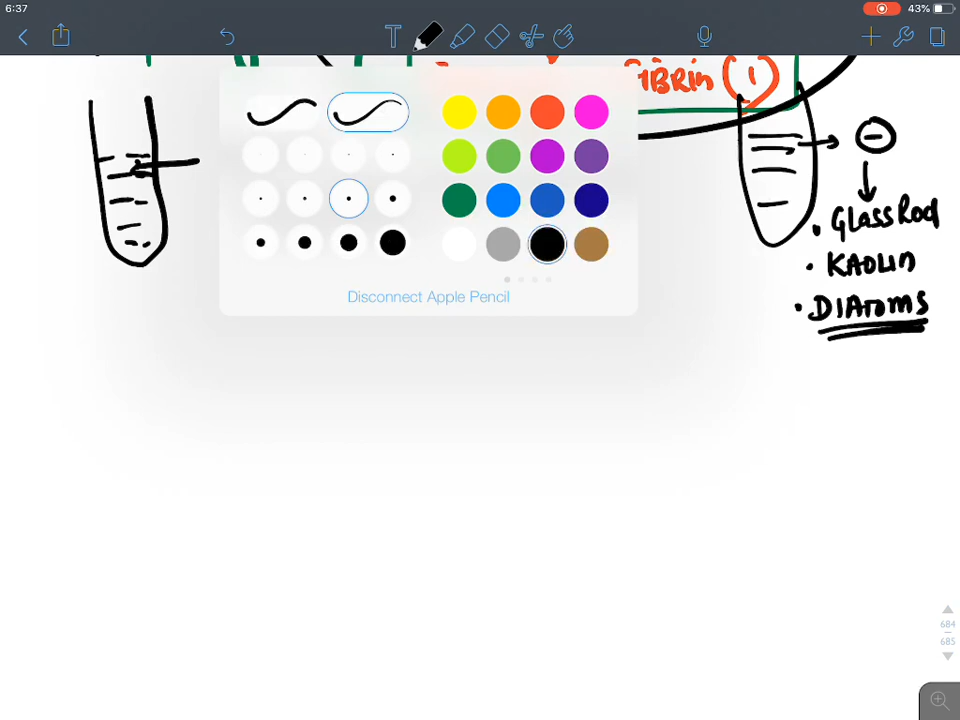 6:37
43%
T
FIBRIN (1)
−
• GLASS ROD
• KAOLIN
• DIATOMS
Disconnect Apple Pencil
684
685